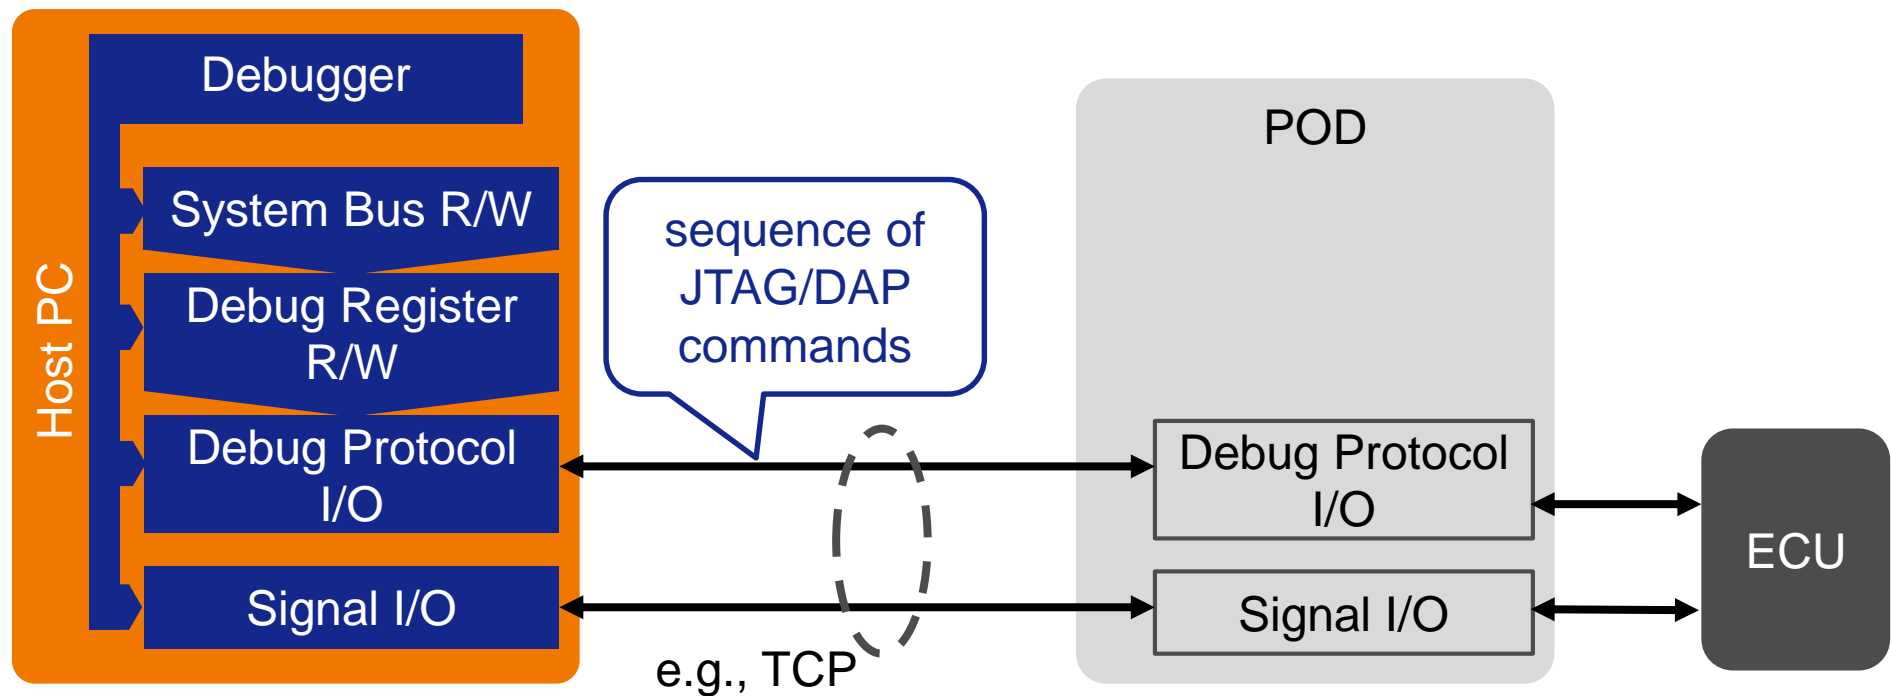 Host PC
Debugger
System Bus R/W
Debug Register
R/W
Debug Protocol
I/O
Signal I/O
sequence of
JTAG/DAP
commands
e.g., TCP
POD
Debug Protocol
I/O
Signal I/O
ECU